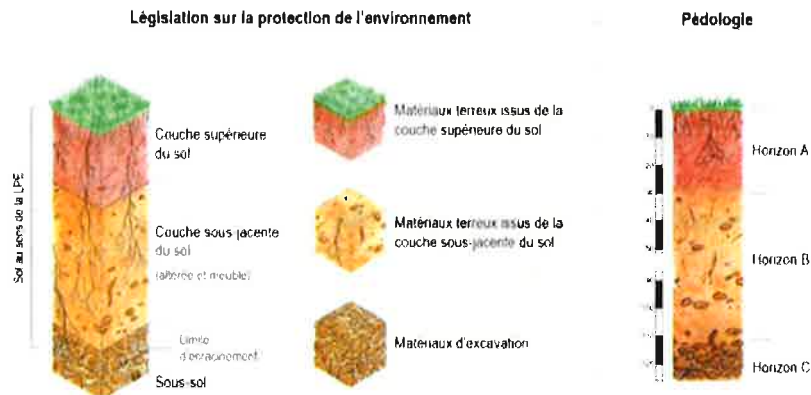 Législation sur la protection de l'environnement
Pédologie
Sol au sens de la LPE
Couche supérieure
du sol
Couche sous-jacente
du sol
(altérée et meuble)
Limite
d'enracinement
Sous-sol
Matériaux terreux issus de la
couche supérieure du sol
Matériaux terreux issus de la
couche sous-jacente du sol
Matériaux d'excavation
Horizon A
Horizon B
Horizon C